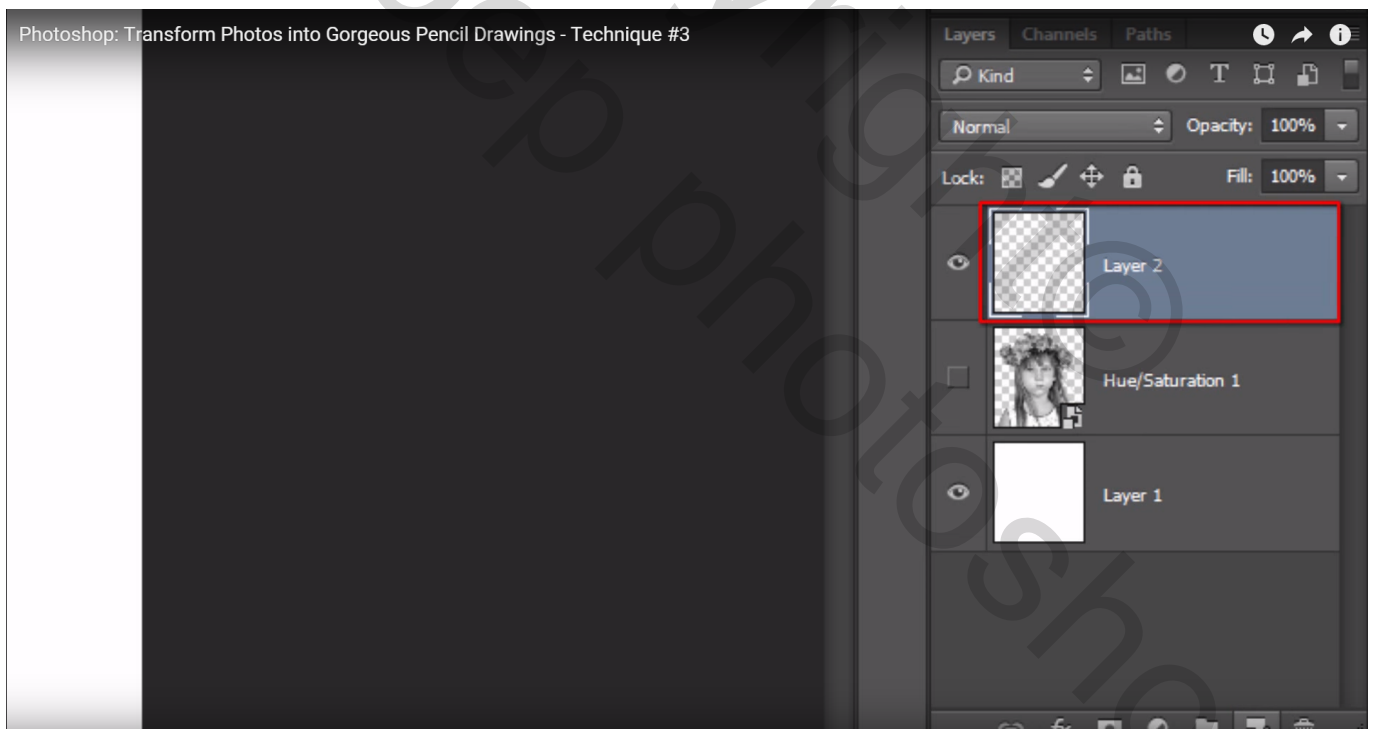 Photoshop: Transform Photos into Gorgeous Pencil Drawings - Technique #3
Layers Channels Paths
Kind
Normal Opacity: 100%
Lock: Fill: 100%
Layer 2
Hue/Saturation 1
Layer 1